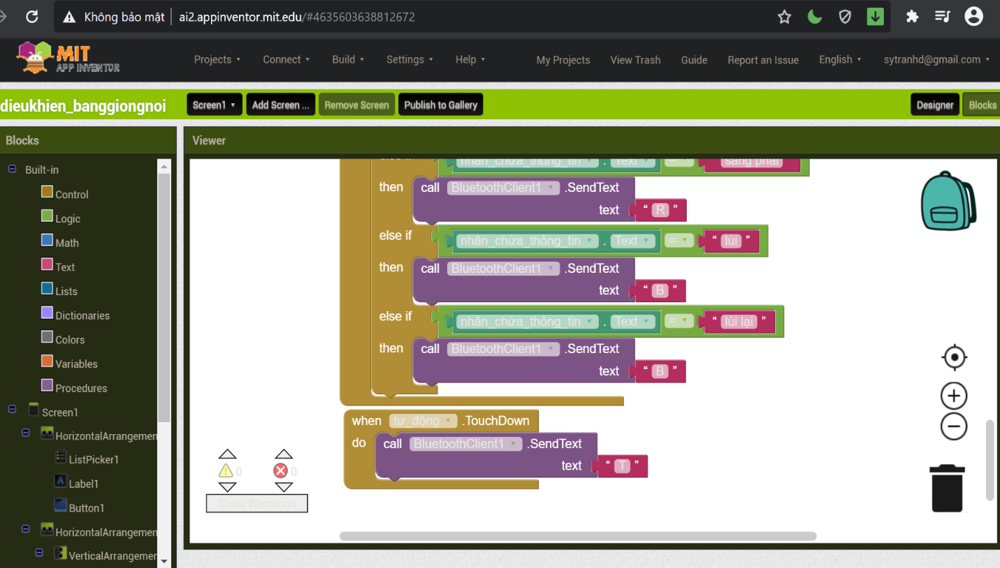 Không bảo mật ai2.appinventor.mit.edu/#4635603638812672
MIT
APP INVENTOR
Projects Connect Build Settings Help My Projects View Trash Guide Report an Issue English sytranhd@gmail.com
dieukhien_banggiongnoi Screen1 Add Screen ... Remove Screen Publish to Gallery Designer Blocks
Blocks
Viewer
Built-in
Control
Logic
Math
Text
Lists
Dictionaries
Colors
Variables
Procedures
Screen1
HorizontalArrangemen
ListPicker1
Label1
Button1
HorizontalArrangemen
VerticalArrangemen
else if nhãn_chứa_thông_tin . Text = sang phải
then call BluetoothClient1 .SendText
text “ R ”
else if nhãn_chứa_thông_tin . Text = “ lùi ”
then call BluetoothClient1 .SendText
text “ B ”
else if nhãn_chứa_thông_tin . Text = “ lùi lại ”
then call BluetoothClient1 .SendText
text “ B ”
when tự_động .TouchDown
do call BluetoothClient1 .SendText
text “ T ”
0 0
Show Warnings